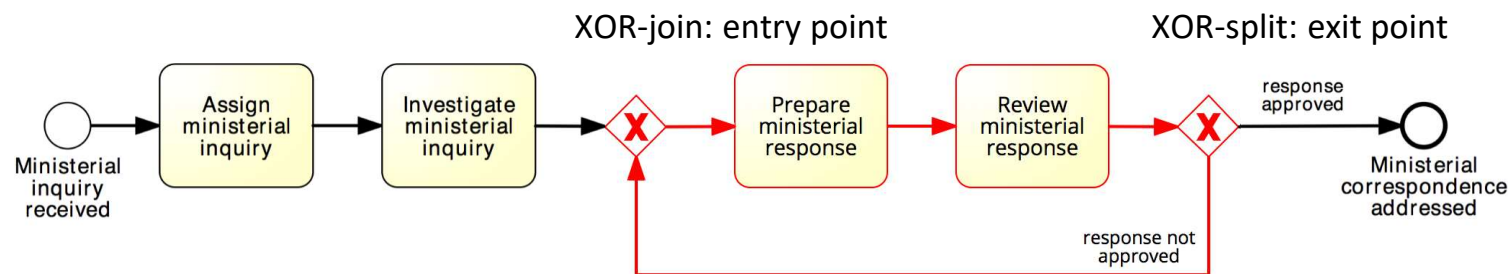 XOR-join: entry point
XOR-split: exit point
Ministerial
inquiry
received
Assign
ministerial
inquiry
Investigate
ministerial
inquiry
X
Prepare
ministerial
response
Review
ministerial
response
X
response
approved
response not
approved
Ministerial
correspondence
addressed